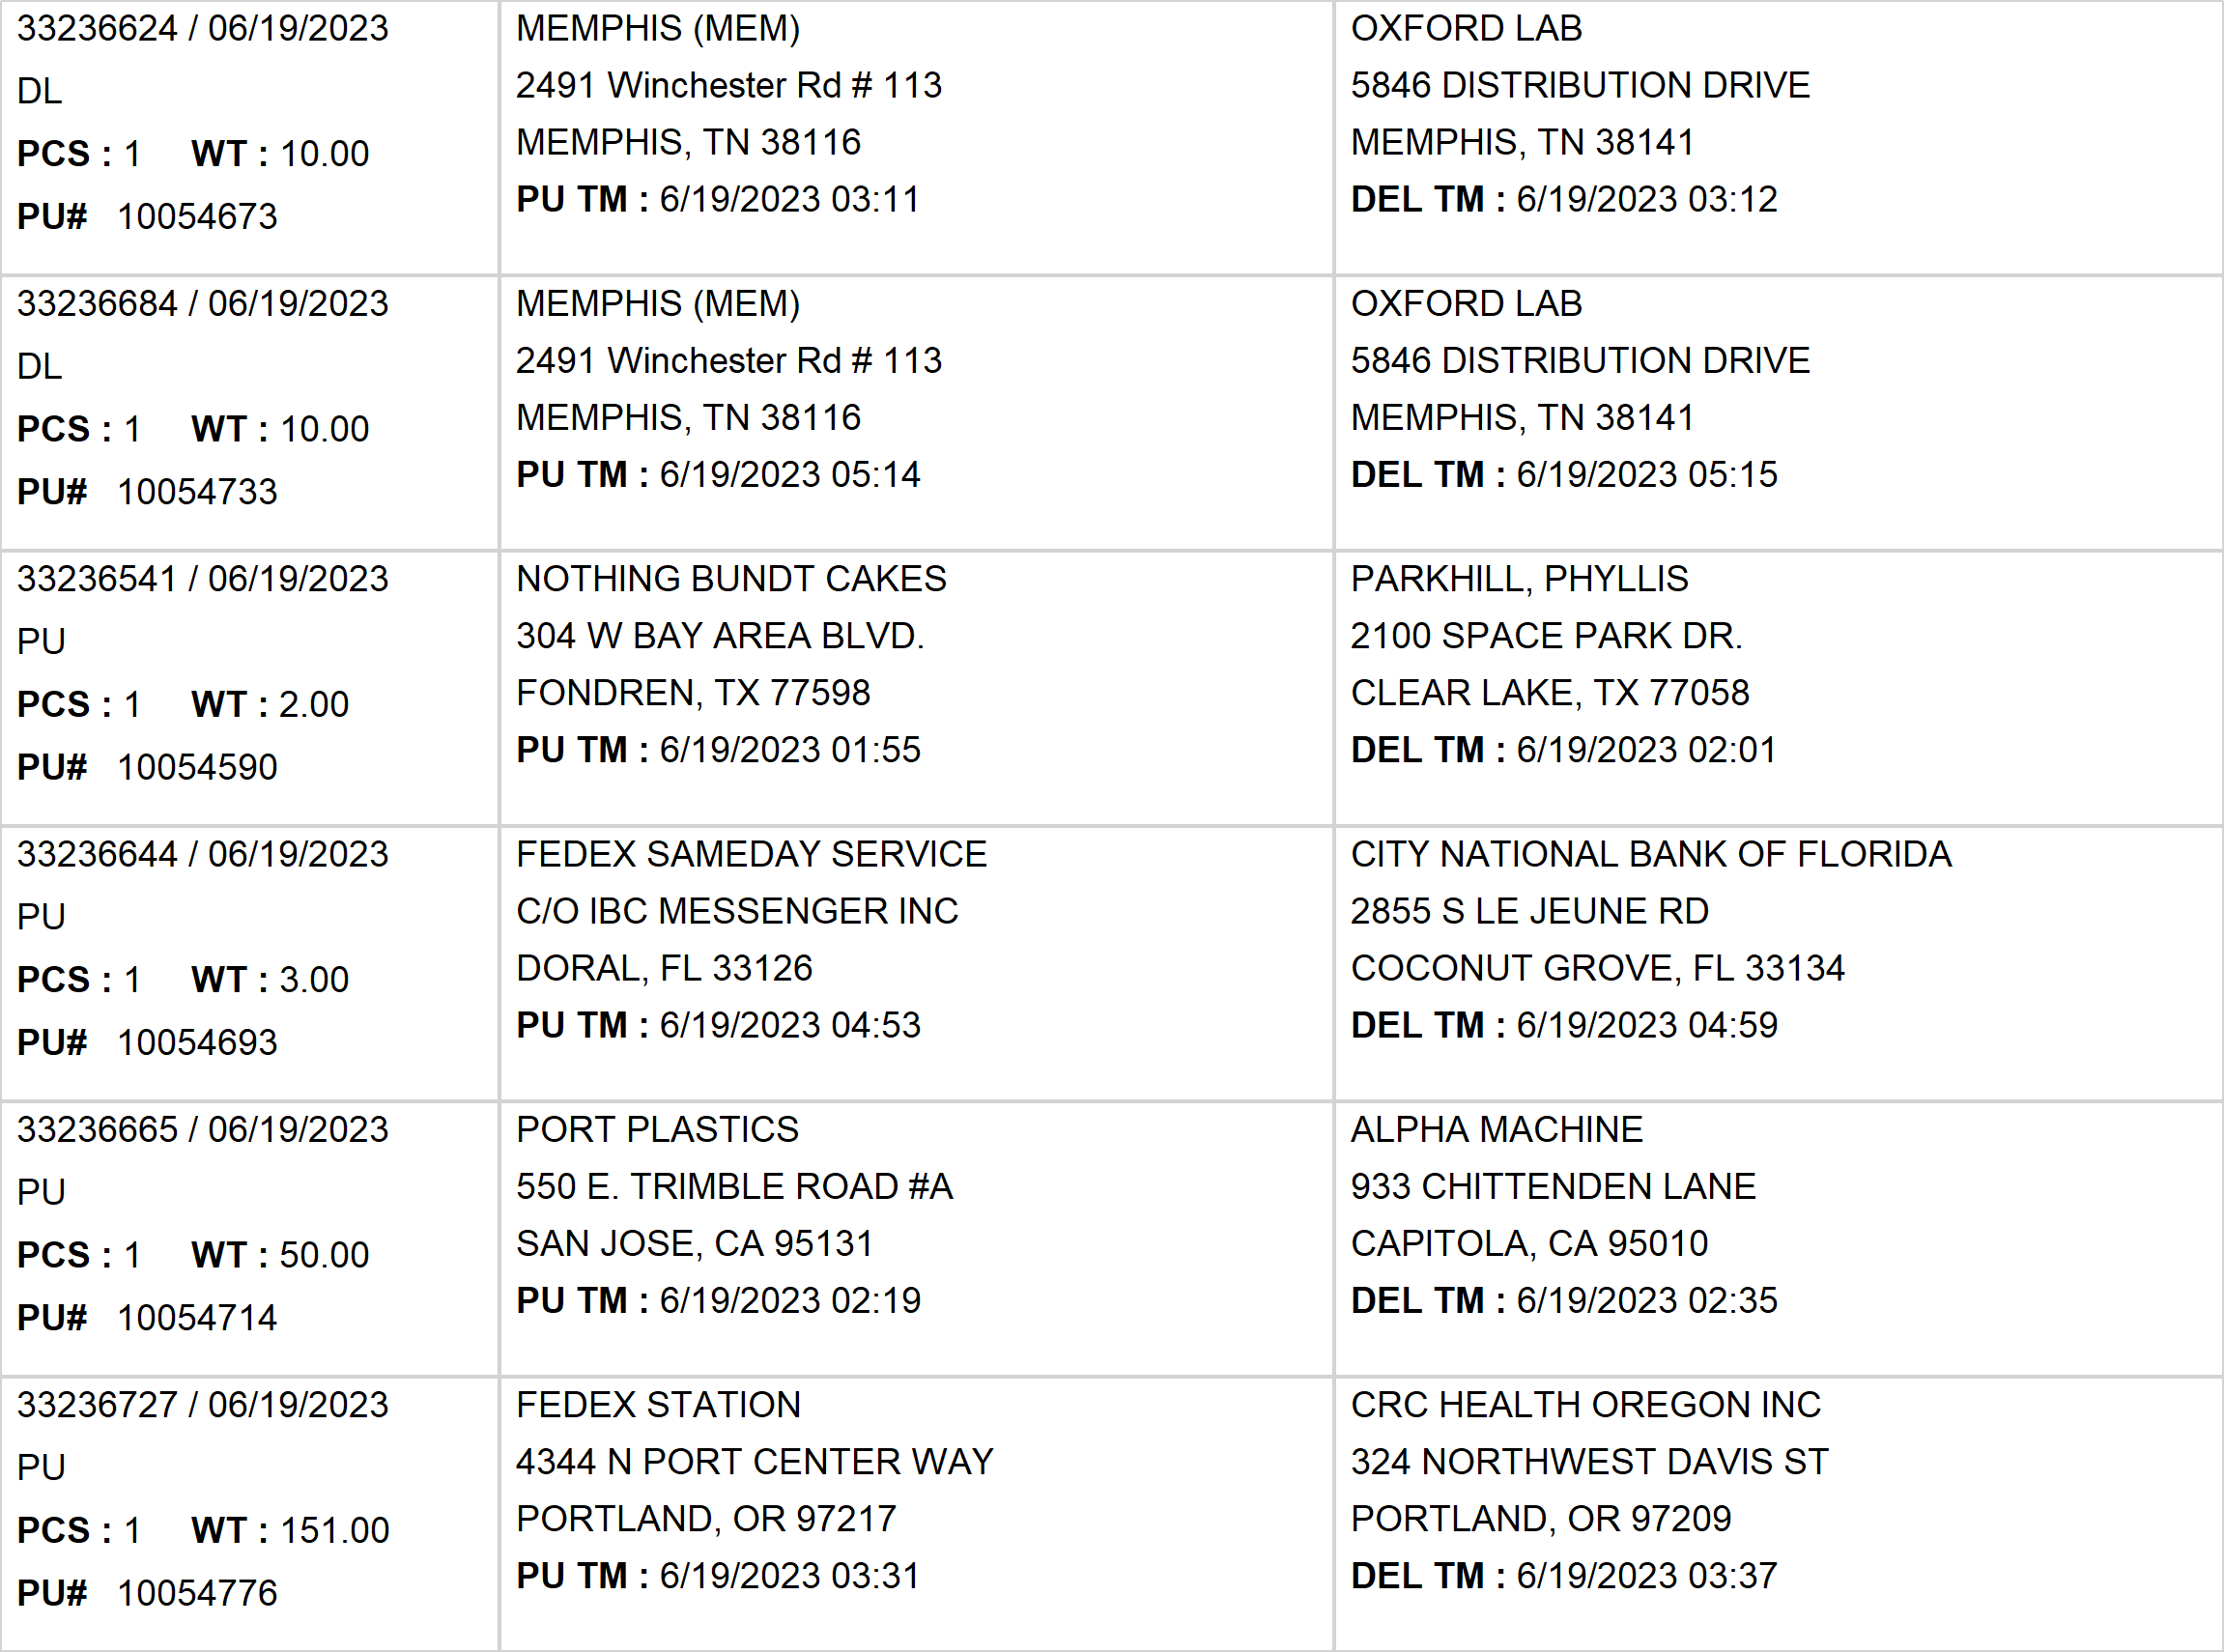 33236624 / 06/19/2023
DL
PCS : 1 WT : 10.00
PU# 10054673
MEMPHIS (MEM)
2491 Winchester Rd # 113
MEMPHIS, TN 38116
PU TM : 6/19/2023 03:11
OXFORD LAB
5846 DISTRIBUTION DRIVE
MEMPHIS, TN 38141
DEL TM : 6/19/2023 03:12
33236684 / 06/19/2023
DL
PCS : 1 WT : 10.00
PU# 10054733
MEMPHIS (MEM)
2491 Winchester Rd # 113
MEMPHIS, TN 38116
PU TM : 6/19/2023 05:14
OXFORD LAB
5846 DISTRIBUTION DRIVE
MEMPHIS, TN 38141
DEL TM : 6/19/2023 05:15
33236541 / 06/19/2023
PU
PCS : 1 WT : 2.00
PU# 10054590
NOTHING BUNDT CAKES
304 W BAY AREA BLVD.
FONDREN, TX 77598
PU TM : 6/19/2023 01:55
PARKHILL, PHYLLIS
2100 SPACE PARK DR.
CLEAR LAKE, TX 77058
DEL TM : 6/19/2023 02:01
33236644 / 06/19/2023
PU
PCS : 1 WT : 3.00
PU# 10054693
FEDEX SAMEDAY SERVICE
C/O IBC MESSENGER INC
DORAL, FL 33126
PU TM : 6/19/2023 04:53
CITY NATIONAL BANK OF FLORIDA
2855 S LE JEUNE RD
COCONUT GROVE, FL 33134
DEL TM : 6/19/2023 04:59
33236665 / 06/19/2023
PU
PCS : 1 WT : 50.00
PU# 10054714
PORT PLASTICS
550 E. TRIMBLE ROAD #A
SAN JOSE, CA 95131
PU TM : 6/19/2023 02:19
ALPHA MACHINE
933 CHITTENDEN LANE
CAPITOLA, CA 95010
DEL TM : 6/19/2023 02:35
33236727 / 06/19/2023
PU
PCS : 1 WT : 151.00
PU# 10054776
FEDEX STATION
4344 N PORT CENTER WAY
PORTLAND, OR 97217
PU TM : 6/19/2023 03:31
CRC HEALTH OREGON INC
324 NORTHWEST DAVIS ST
PORTLAND, OR 97209
DEL TM : 6/19/2023 03:37